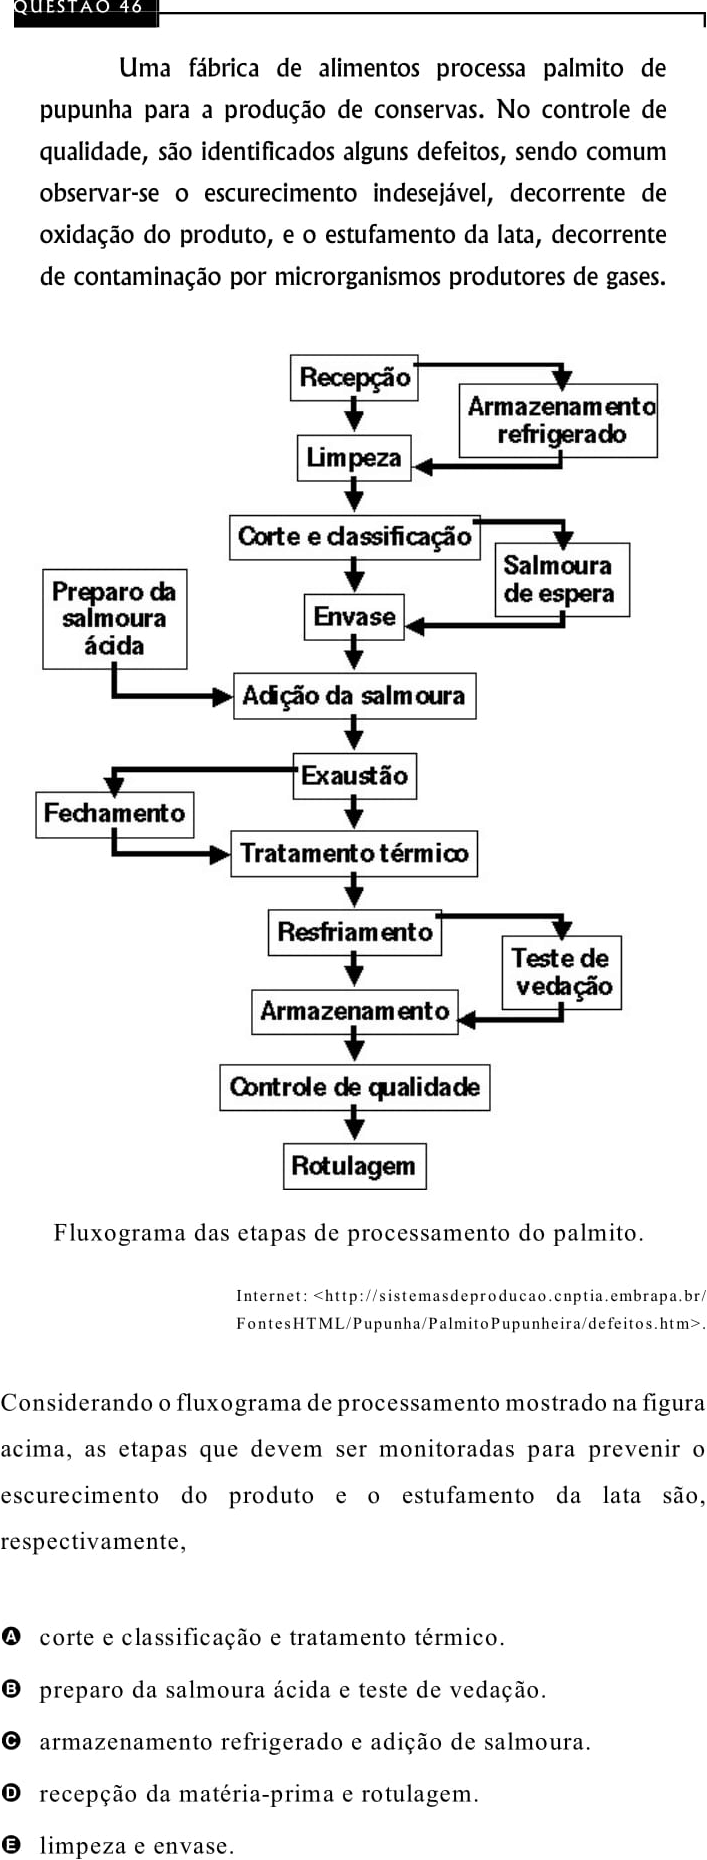 QUESTÃO 46
Uma fábrica de alimentos processa palmito de
pupunha para a produção de conservas. No controle de
qualidade, são identificados alguns defeitos, sendo comum
observar-se o escurecimento indesejável, decorrente de
oxidação do produto, e o estufamento da lata, decorrente
de contaminação por microrganismos produtores de gases.
Recepção
Armazenamento
refrigerado
Limpeza
Corte e classificação
Salmoura
de espera
Preparo da
salmoura
ácida
Envase
Adição da salmoura
Exaustão
Fechamento
Tratamento térmico
Resfriamento
Teste de
vedação
Armazenamento
Controle de qualidade
Rotulagem
Fluxograma das etapas de processamento do palmito.
Internet: <http://sistemasdeproducao.cnptia.embrapa.br/
FontesHTML/Pupunha/PalmitoPupunheira/defeitos.htm>.
Considerando o fluxograma de processamento mostrado na figura
acima, as etapas que devem ser monitoradas para prevenir o
escurecimento do produto e o estufamento da lata são,
respectivamente,
A corte e classificação e tratamento térmico.
B preparo da salmoura ácida e teste de vedação.
C armazenamento refrigerado e adição de salmoura.
D recepção da matéria-prima e rotulagem.
E limpeza e envase.